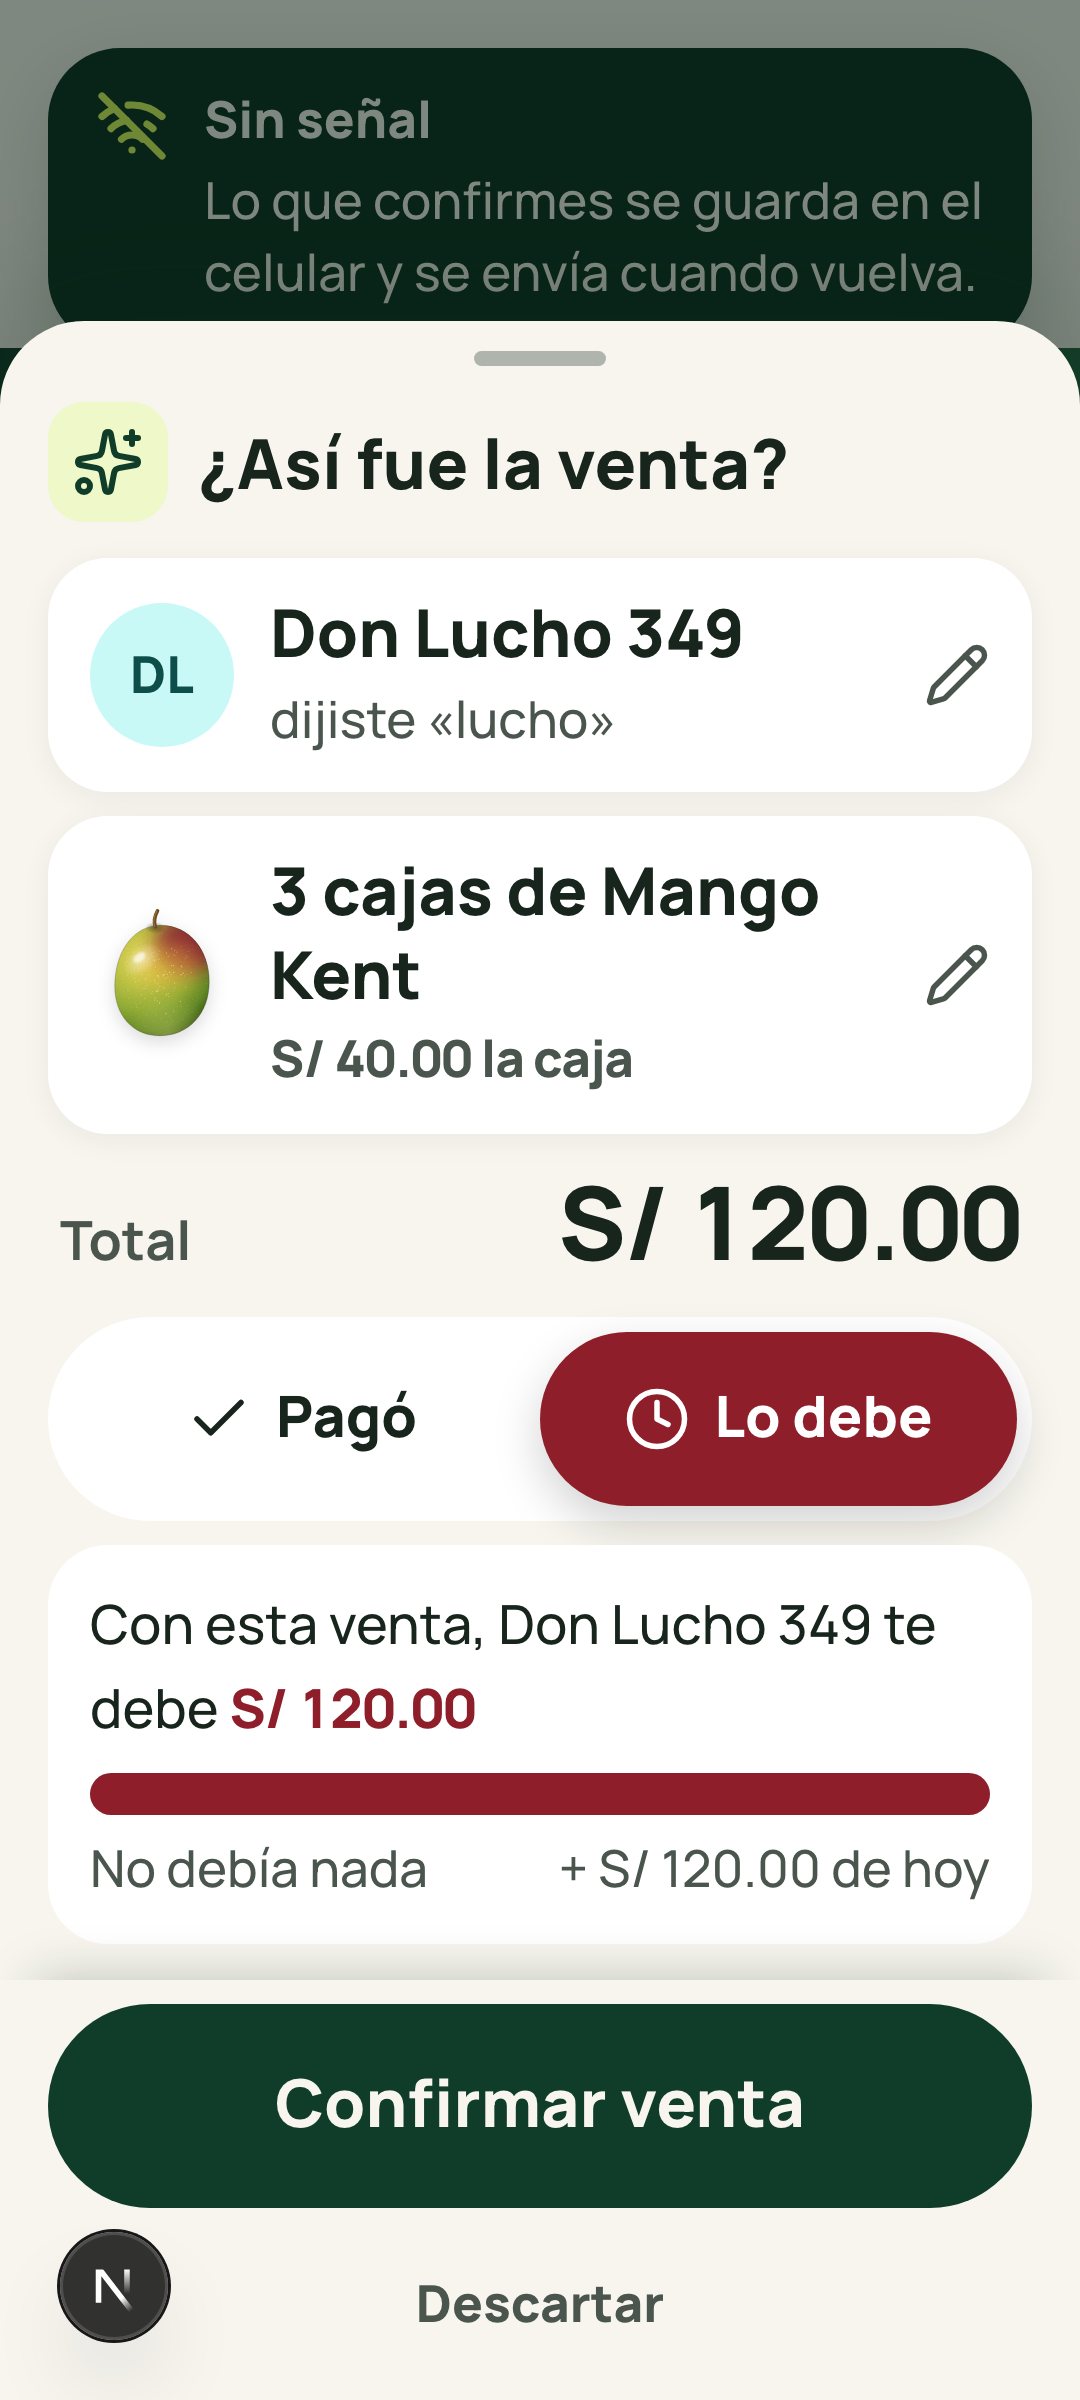 Sin señal
Lo que confirmes se guarda en el
celular y se envía cuando vuelva.
¿Así fue la venta?
DL
Don Lucho 349
dijiste «lucho»
3 cajas de Mango
Kent
S/ 40.00 la caja
Total
S/ 120.00
Pagó
Lo debe
Con esta venta, Don Lucho 349 te
debe S/ 120.00
No debía nada
+ S/ 120.00 de hoy
Confirmar venta
N
Descartar